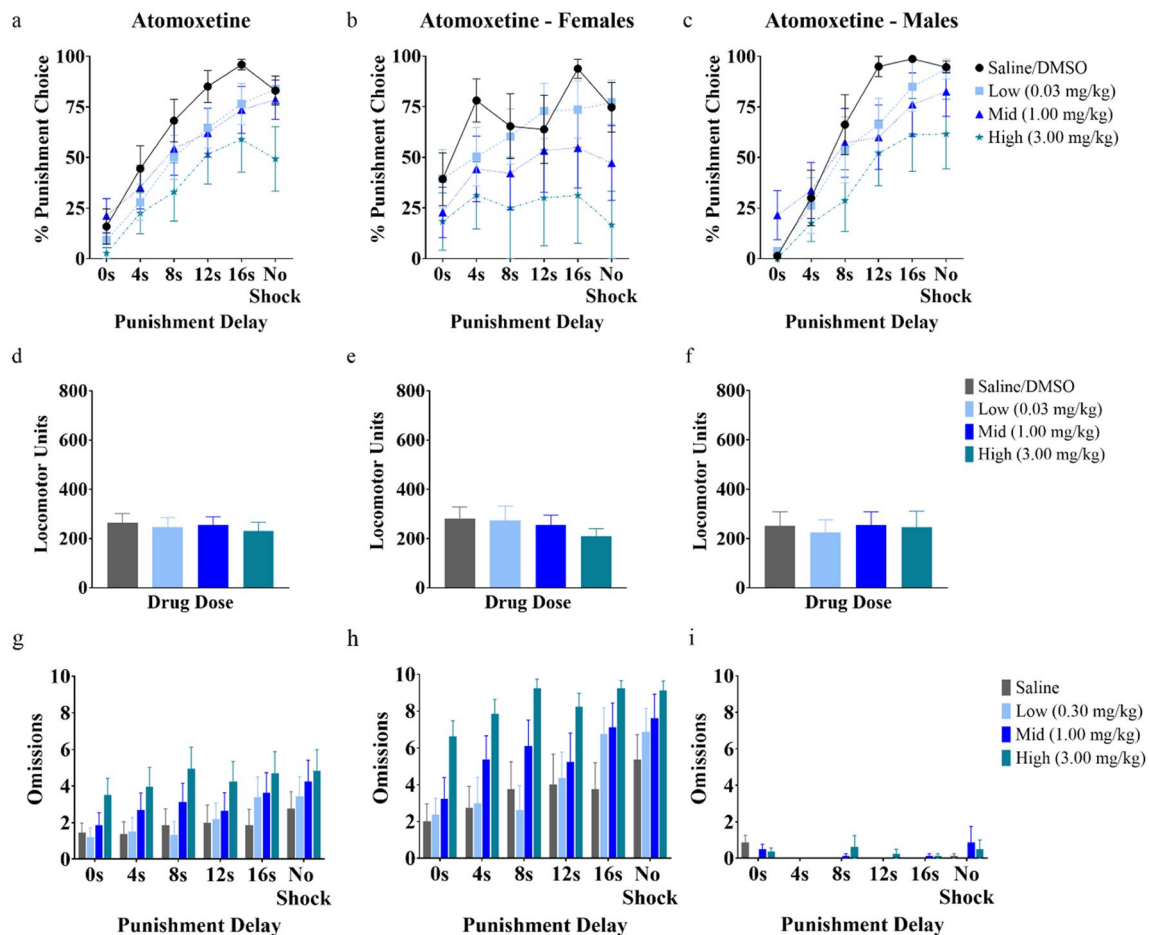 a
Atomoxetine
100
75
50
25
0
% Punishment Choice
0s 4s 8s 12s 16s No
Shock
Punishment Delay
b
Atomoxetine - Females
100
75
50
25
0
% Punishment Choice
0s 4s 8s 12s 16s No
Shock
Punishment Delay
c
Atomoxetine - Males
100
75
50
25
0
% Punishment Choice
0s 4s 8s 12s 16s No
Shock
Punishment Delay
Saline/DMSO
Low (0.03 mg/kg)
Mid (1.00 mg/kg)
High (3.00 mg/kg)
d
800
600
400
200
0
Locomotor Units
Drug Dose
e
800
600
400
200
0
Locomotor Units
Drug Dose
f
800
600
400
200
0
Locomotor Units
Drug Dose
Saline/DMSO
Low (0.03 mg/kg)
Mid (1.00 mg/kg)
High (3.00 mg/kg)
g
10
8
6
4
2
0
Omissions
0s 4s 8s 12s 16s No
Shock
Punishment Delay
h
10
8
6
4
2
0
Omissions
0s 4s 8s 12s 16s No
Shock
Punishment Delay
i
10
8
6
4
2
0
Omissions
0s 4s 8s 12s 16s No
Shock
Punishment Delay
Saline
Low (0.30 mg/kg)
Mid (1.00 mg/kg)
High (3.00 mg/kg)